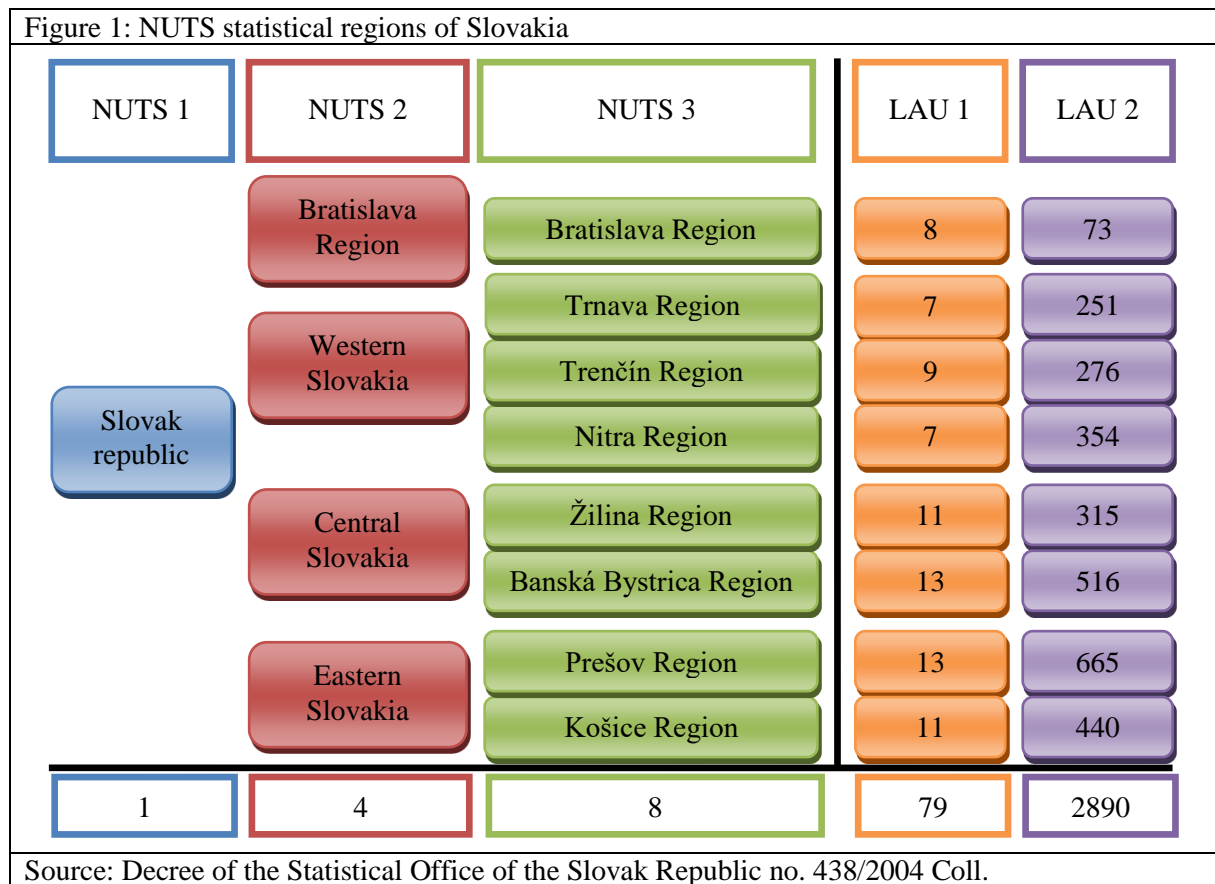 Figure 1: NUTS statistical regions of Slovakia
NUTS 1
NUTS 2
NUTS 3
LAU 1
LAU 2
Slovak
republic
Bratislava
Region
Western
Slovakia
Central
Slovakia
Eastern
Slovakia
Bratislava Region
8
73
Trnava Region
7
251
Trenčín Region
9
276
Nitra Region
7
354
Žilina Region
11
315
Banská Bystrica Region
13
516
Prešov Region
13
665
Košice Region
11
440
1
4
8
79
2890
Source: Decree of the Statistical Office of the Slovak Republic no. 438/2004 Coll.